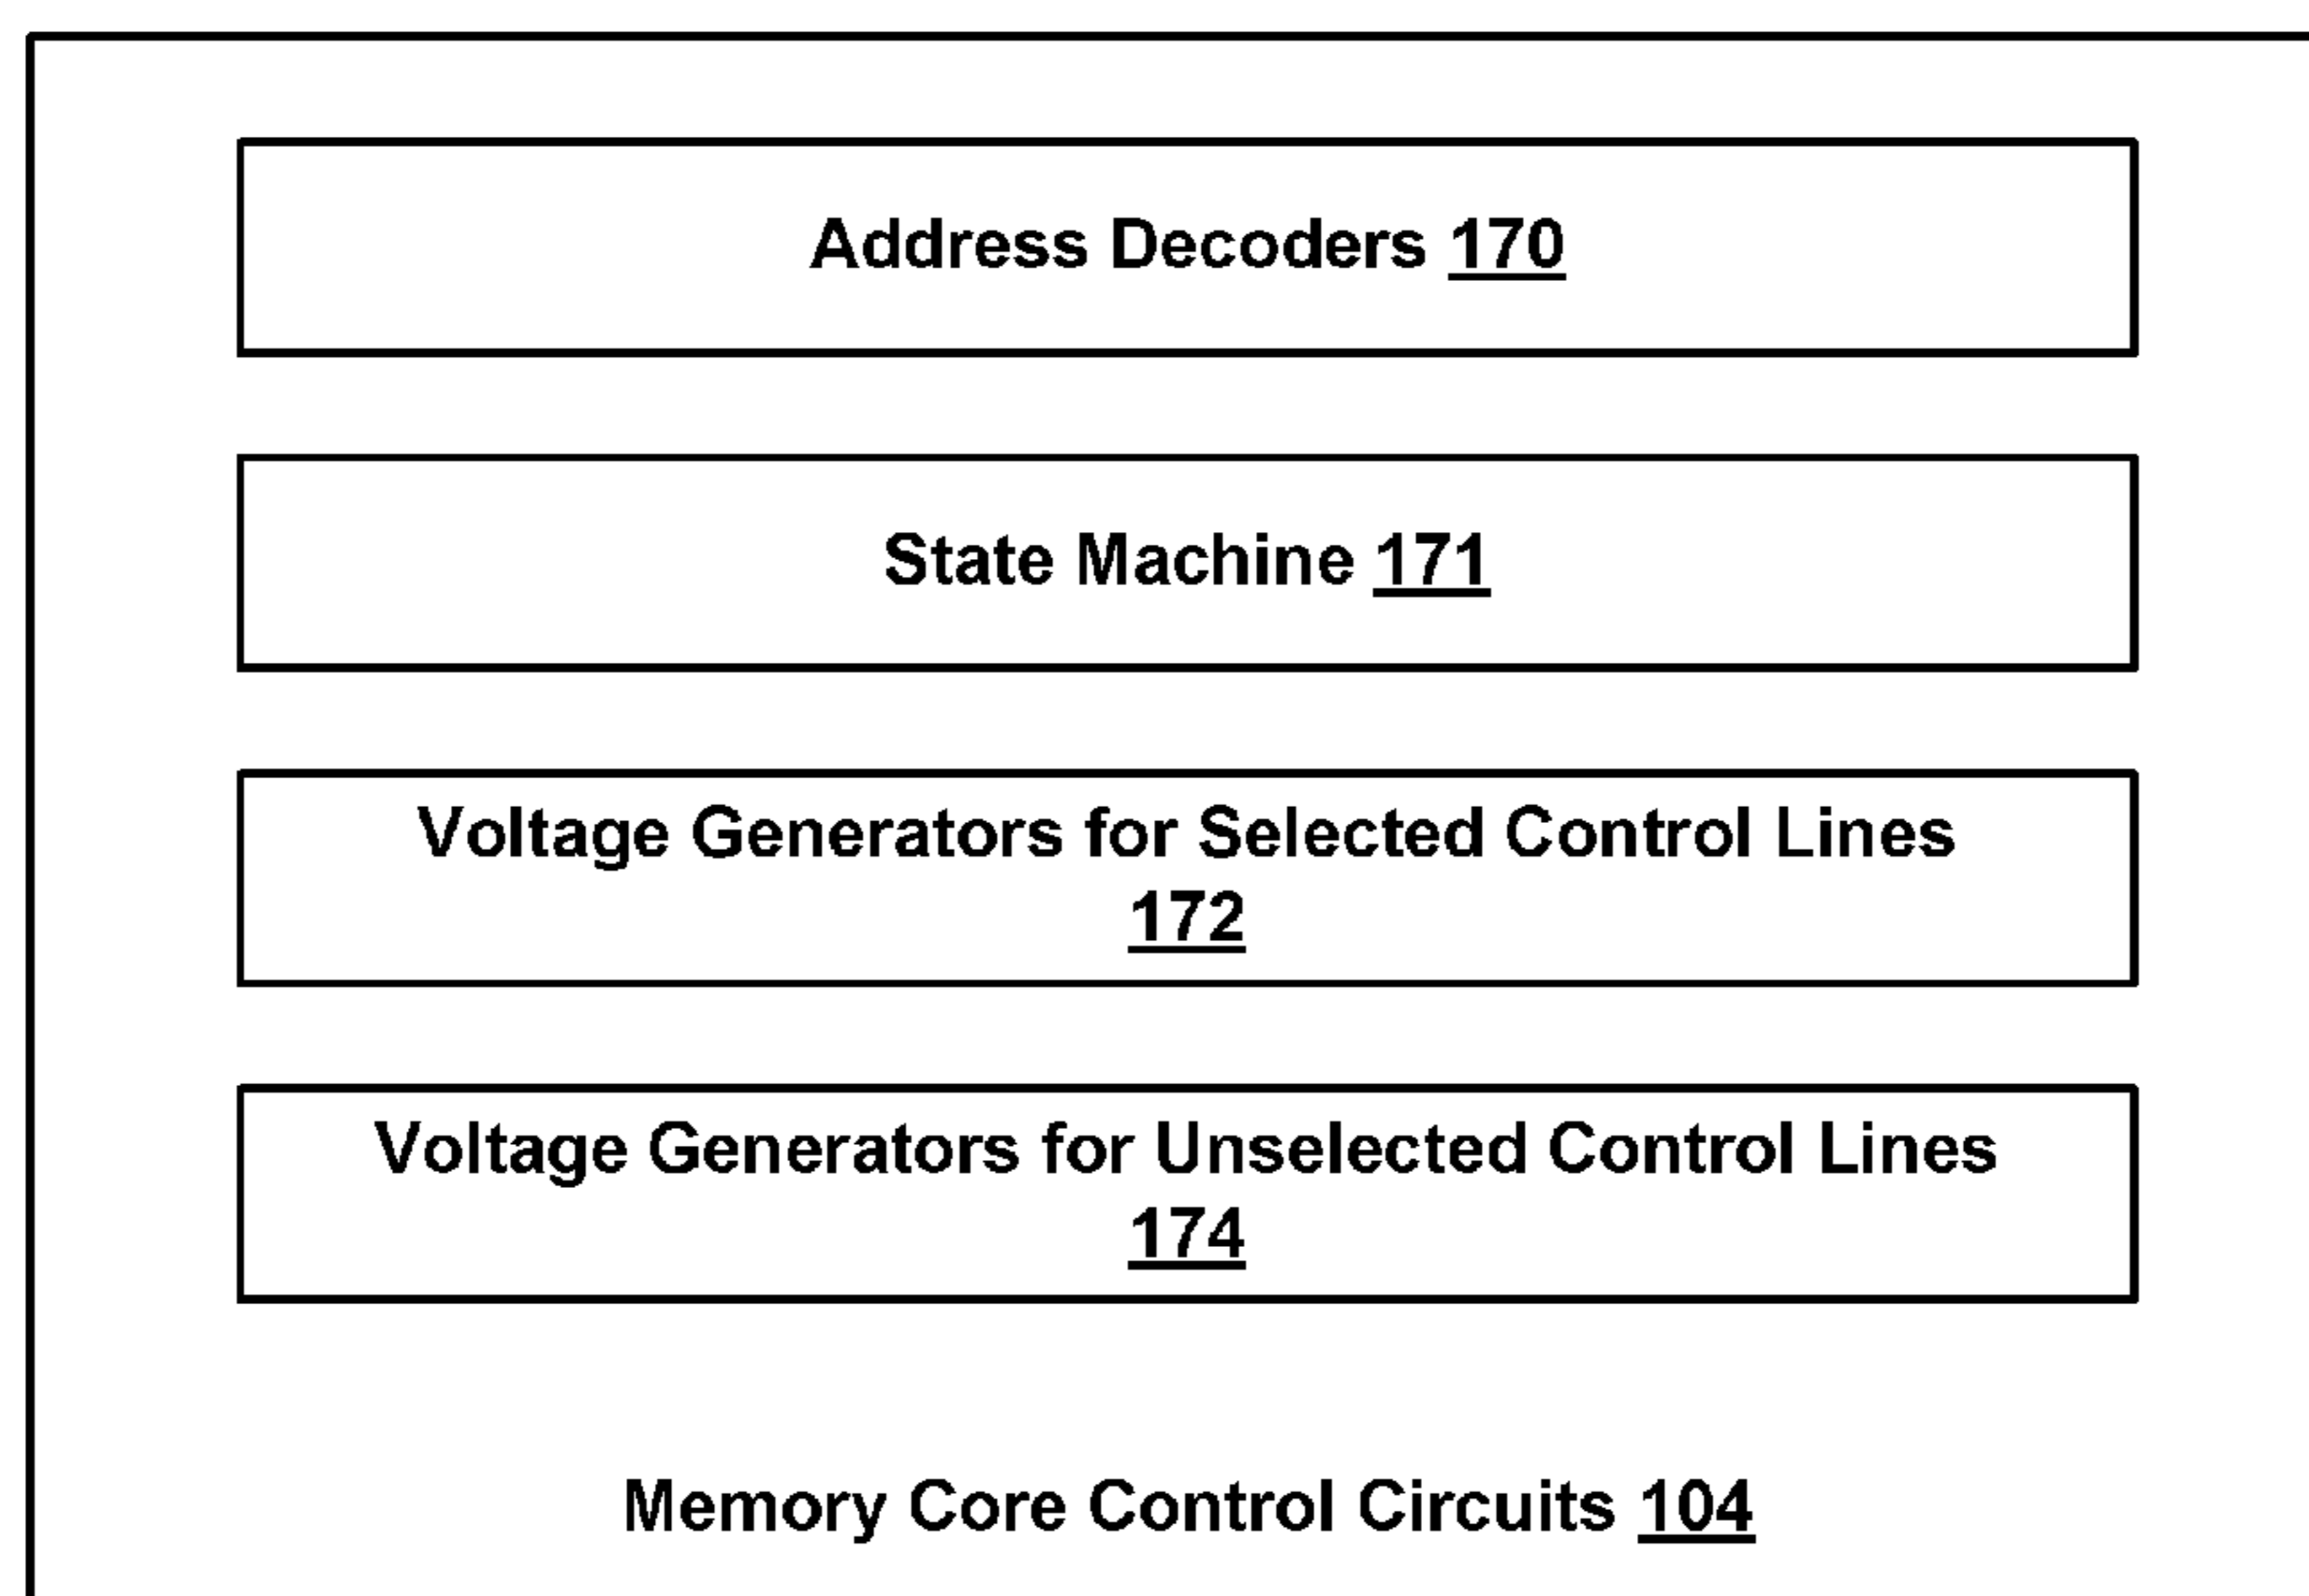 Address Decoders 170
State Machine 171
Voltage Generators for Selected Control Lines
172
Voltage Generators for Unselected Control Lines
174
Memory Core Control Circuits 104